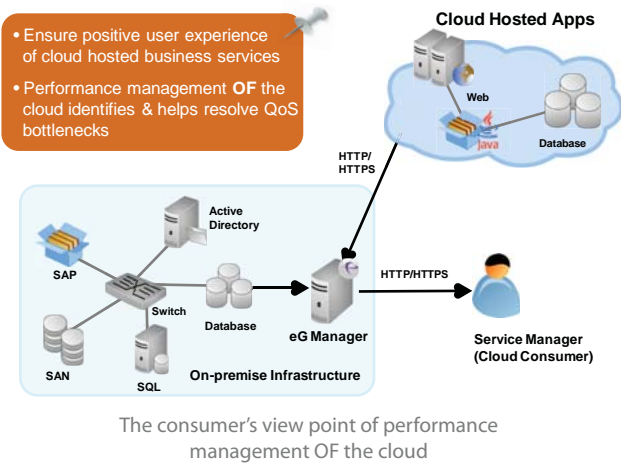 • Ensure positive user experience
of cloud hosted business services
• Performance management OF the
cloud identifies & helps resolve QoS
bottlenecks
Cloud Hosted Apps
Web
Java
Database
HTTP/
HTTPS
Active
Directory
SAP
Switch
Database
SAN
SQL
eG Manager
On-premise Infrastructure
HTTP/HTTPS
Service Manager
(Cloud Consumer)
The consumer’s view point of performance
management OF the cloud